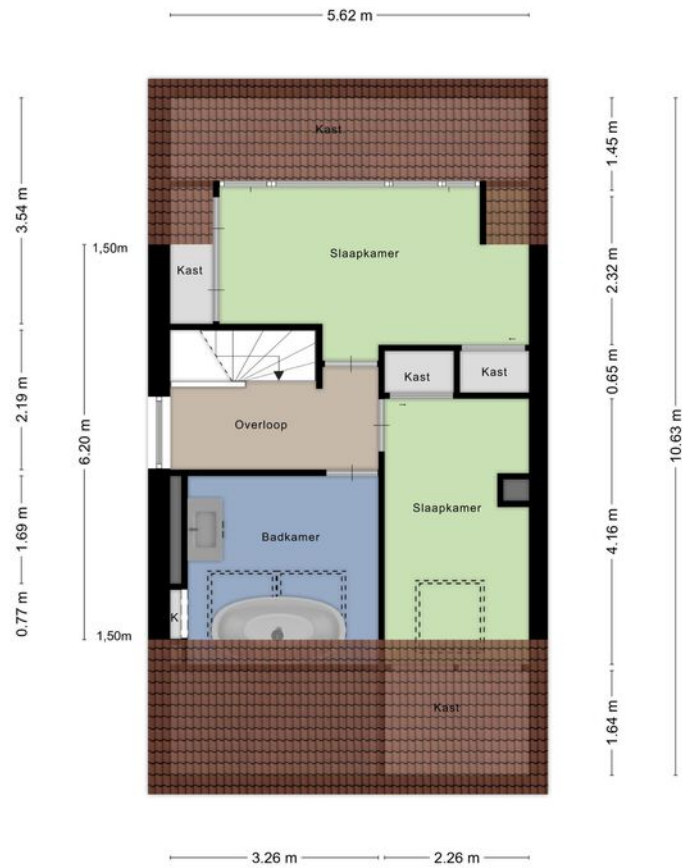 5.62 m
Kast
1.45 m
3.54 m
1,50m
Slaapkamer
2.32 m
Kast
Kast
Kast
0.65 m
2.19 m
Overloop
6.20 m
10.63 m
Slaapkamer
4.16 m
1.69 m
Badkamer
0.77 m
K
1,50m
Kast
1.64 m
3.26 m
2.26 m